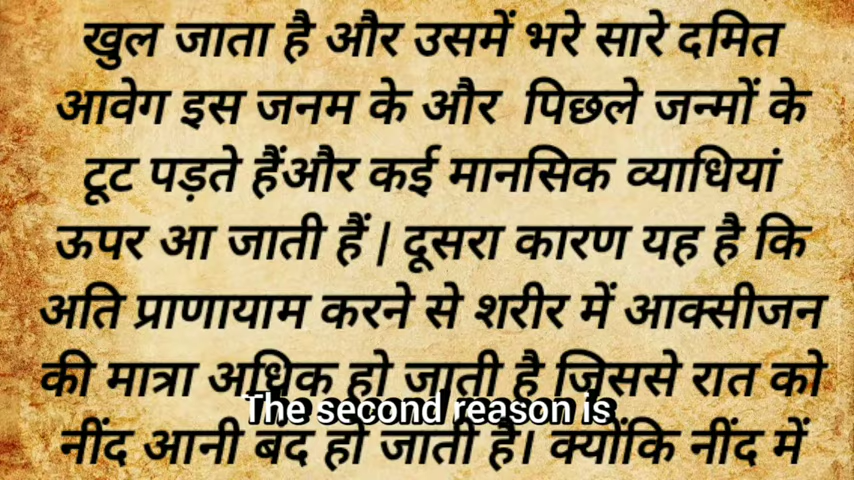 खुल जाता है और उसमें भरे सारे दमित
आवेग इस जनम के और पिछले जन्मों के
टूट पड़ते हैंऔर कई मानसिक व्याधियां
ऊपर आ जाती हैं | दूसरा कारण यह है कि
अति प्राणायाम करने से शरीर में आक्सीजन
की मात्रा अधिक हो जाती है जिससे रात को
The second reason is
नींद आनी बंद हो जाती है। क्योंकि नींद में